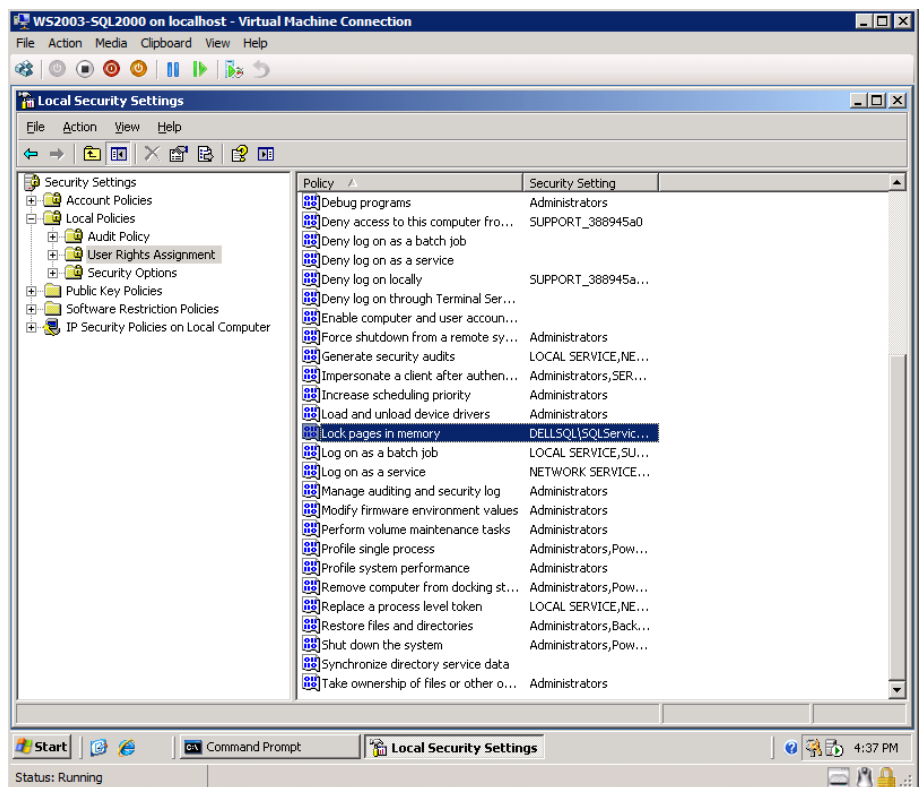 WS2003-SQL2000 on localhost - Virtual Machine Connection
File Action Media Clipboard View Help
Local Security Settings
File Action View Help
Security Settings
Account Policies
Local Policies
Audit Policy
User Rights Assignment
Security Options
Public Key Policies
Software Restriction Policies
IP Security Policies on Local Computer
Policy Security Setting
Debug programs Administrators
Deny access to this computer fro... SUPPORT_388945a0
Deny log on as a batch job
Deny log on as a service
Deny log on locally SUPPORT_388945a...
Deny log on through Terminal Ser...
Enable computer and user accoun...
Force shutdown from a remote sy... Administrators
Generate security audits LOCAL SERVICE,NE...
Impersonate a client after authen... Administrators,SER...
Increase scheduling priority Administrators
Load and unload device drivers Administrators
Lock pages in memory DELLSQL\SQLServic...
Log on as a batch job LOCAL SERVICE,SU...
Log on as a service NETWORK SERVICE...
Manage auditing and security log Administrators
Modify firmware environment values Administrators
Perform volume maintenance tasks Administrators
Profile single process Administrators,Pow...
Profile system performance Administrators
Remove computer from docking st... Administrators,Pow...
Replace a process level token LOCAL SERVICE,NE...
Restore files and directories Administrators,Back...
Shut down the system Administrators,Pow...
Synchronize directory service data
Take ownership of files or other o... Administrators
Start Command Prompt Local Security Settings 4:37 PM
Status: Running